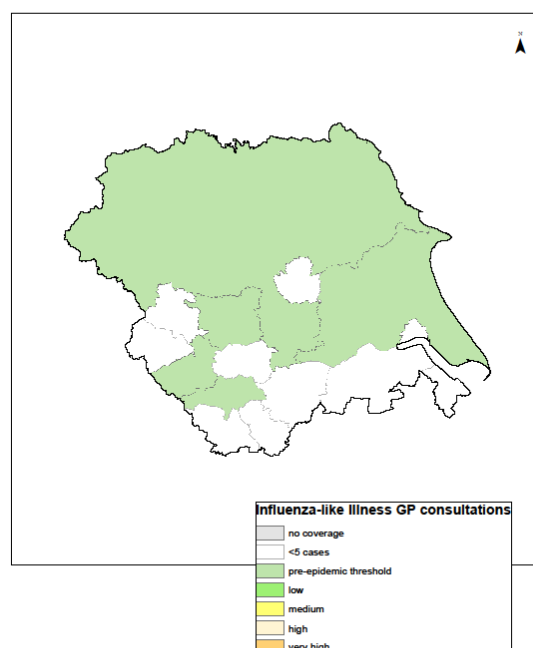 N
Influenza-like Illness GP consultations
no coverage
<5 cases
pre-epidemic threshold
low
medium
high
very high